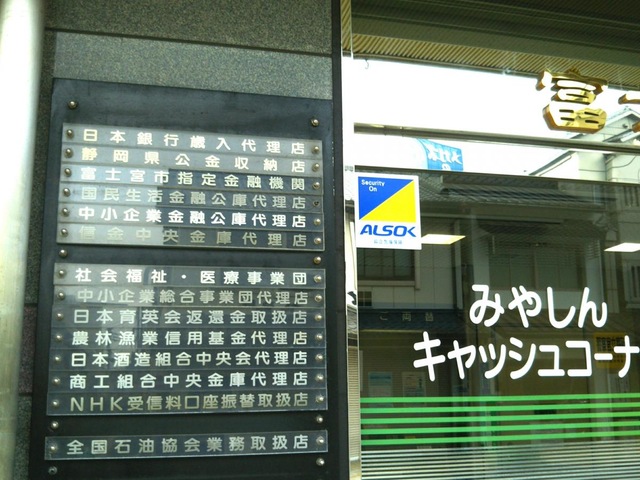 日本銀行歳入代理店
静岡県公金収納店
富士宮市指定金融機関
国民生活金融公庫代理店
中小企業金融公庫代理店
信金中央金庫代理店
社会福祉・医療事業団
中小企業総合事業団代理店
日本育英会返還金取扱店
農林漁業信用基金代理店
日本酒造組合中央会代理店
商工組合中央金庫代理店
NHK受信料口座振替取扱店
全国石油協会業務取扱店
富
Security
On
ALSOK
ご両替
みやしん
キャッシュコーナ